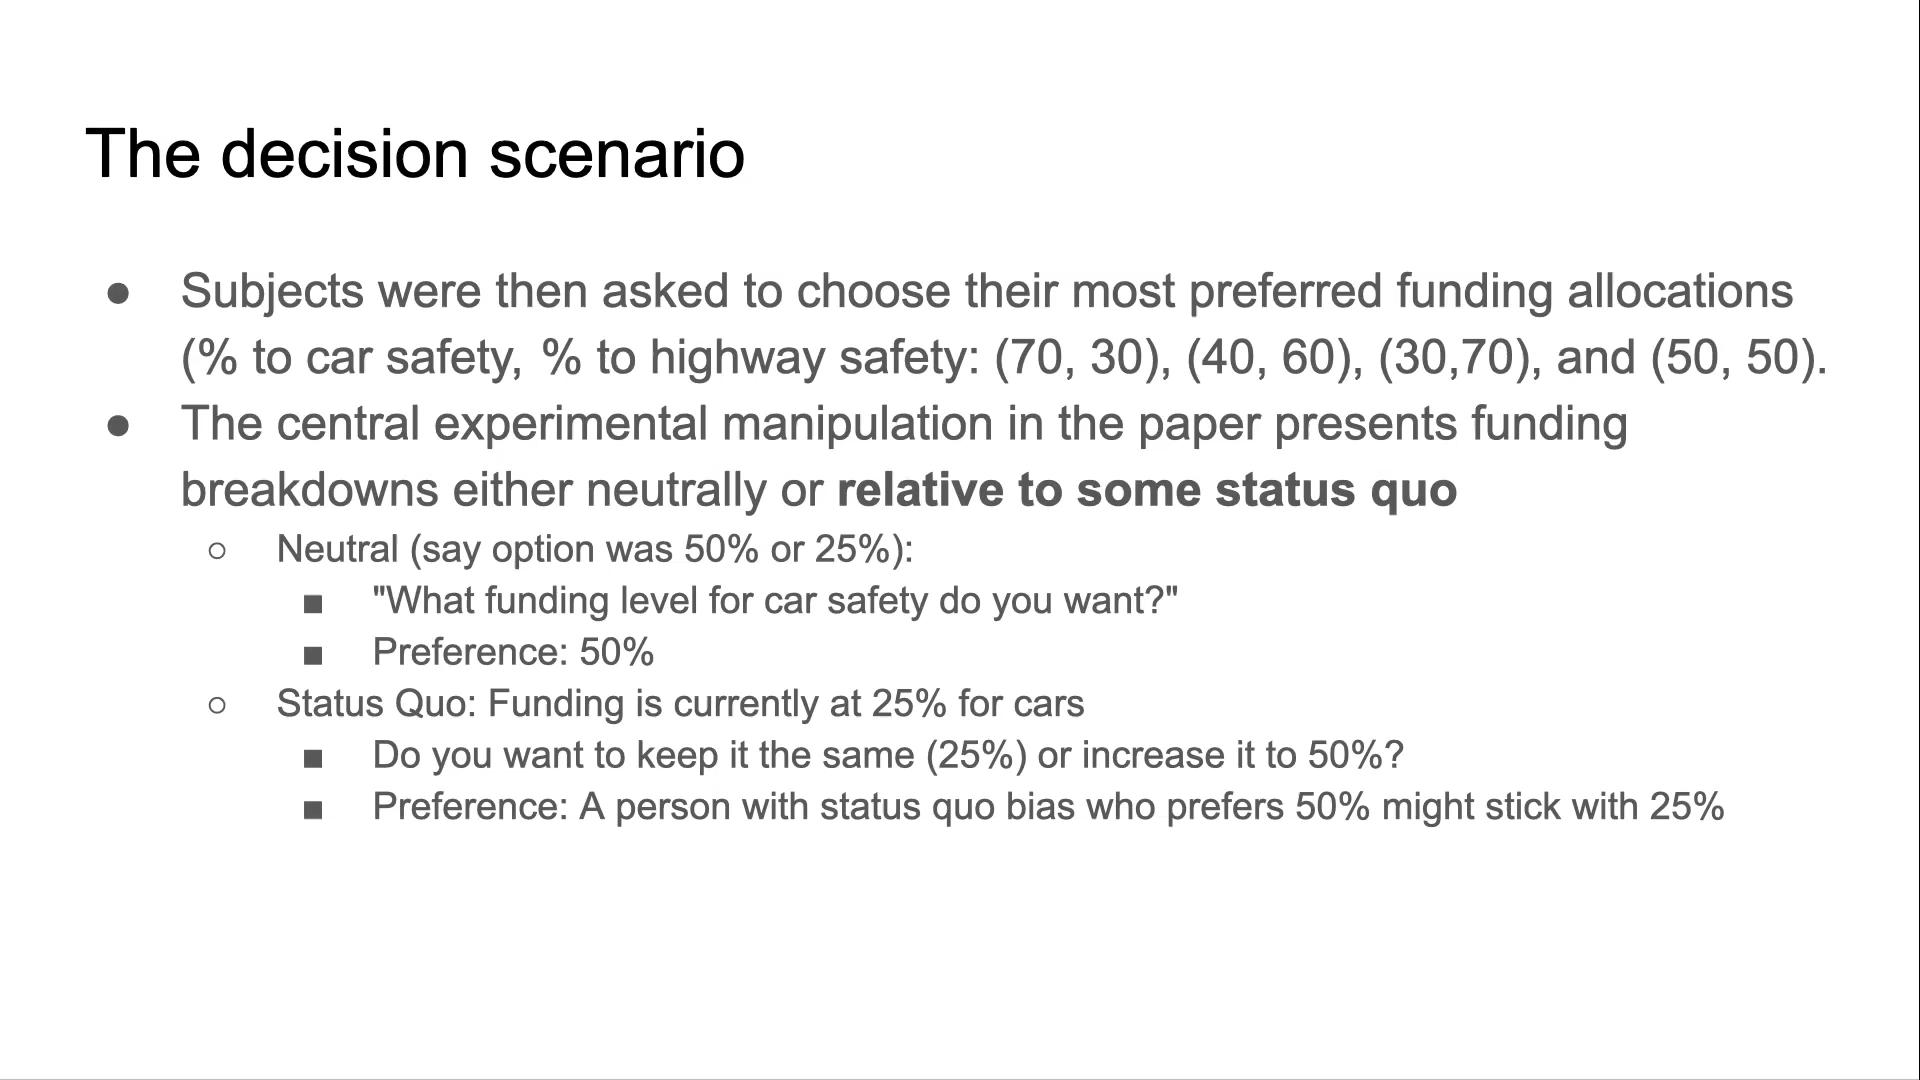 The decision scenario
● Subjects were then asked to choose their most preferred funding allocations
(% to car safety, % to highway safety: (70, 30), (40, 60), (30,70), and (50, 50).
● The central experimental manipulation in the paper presents funding
breakdowns either neutrally or relative to some status quo
○ Neutral (say option was 50% or 25%):
■ "What funding level for car safety do you want?"
■ Preference: 50%
○ Status Quo: Funding is currently at 25% for cars
■ Do you want to keep it the same (25%) or increase it to 50%?
■ Preference: A person with status quo bias who prefers 50% might stick with 25%